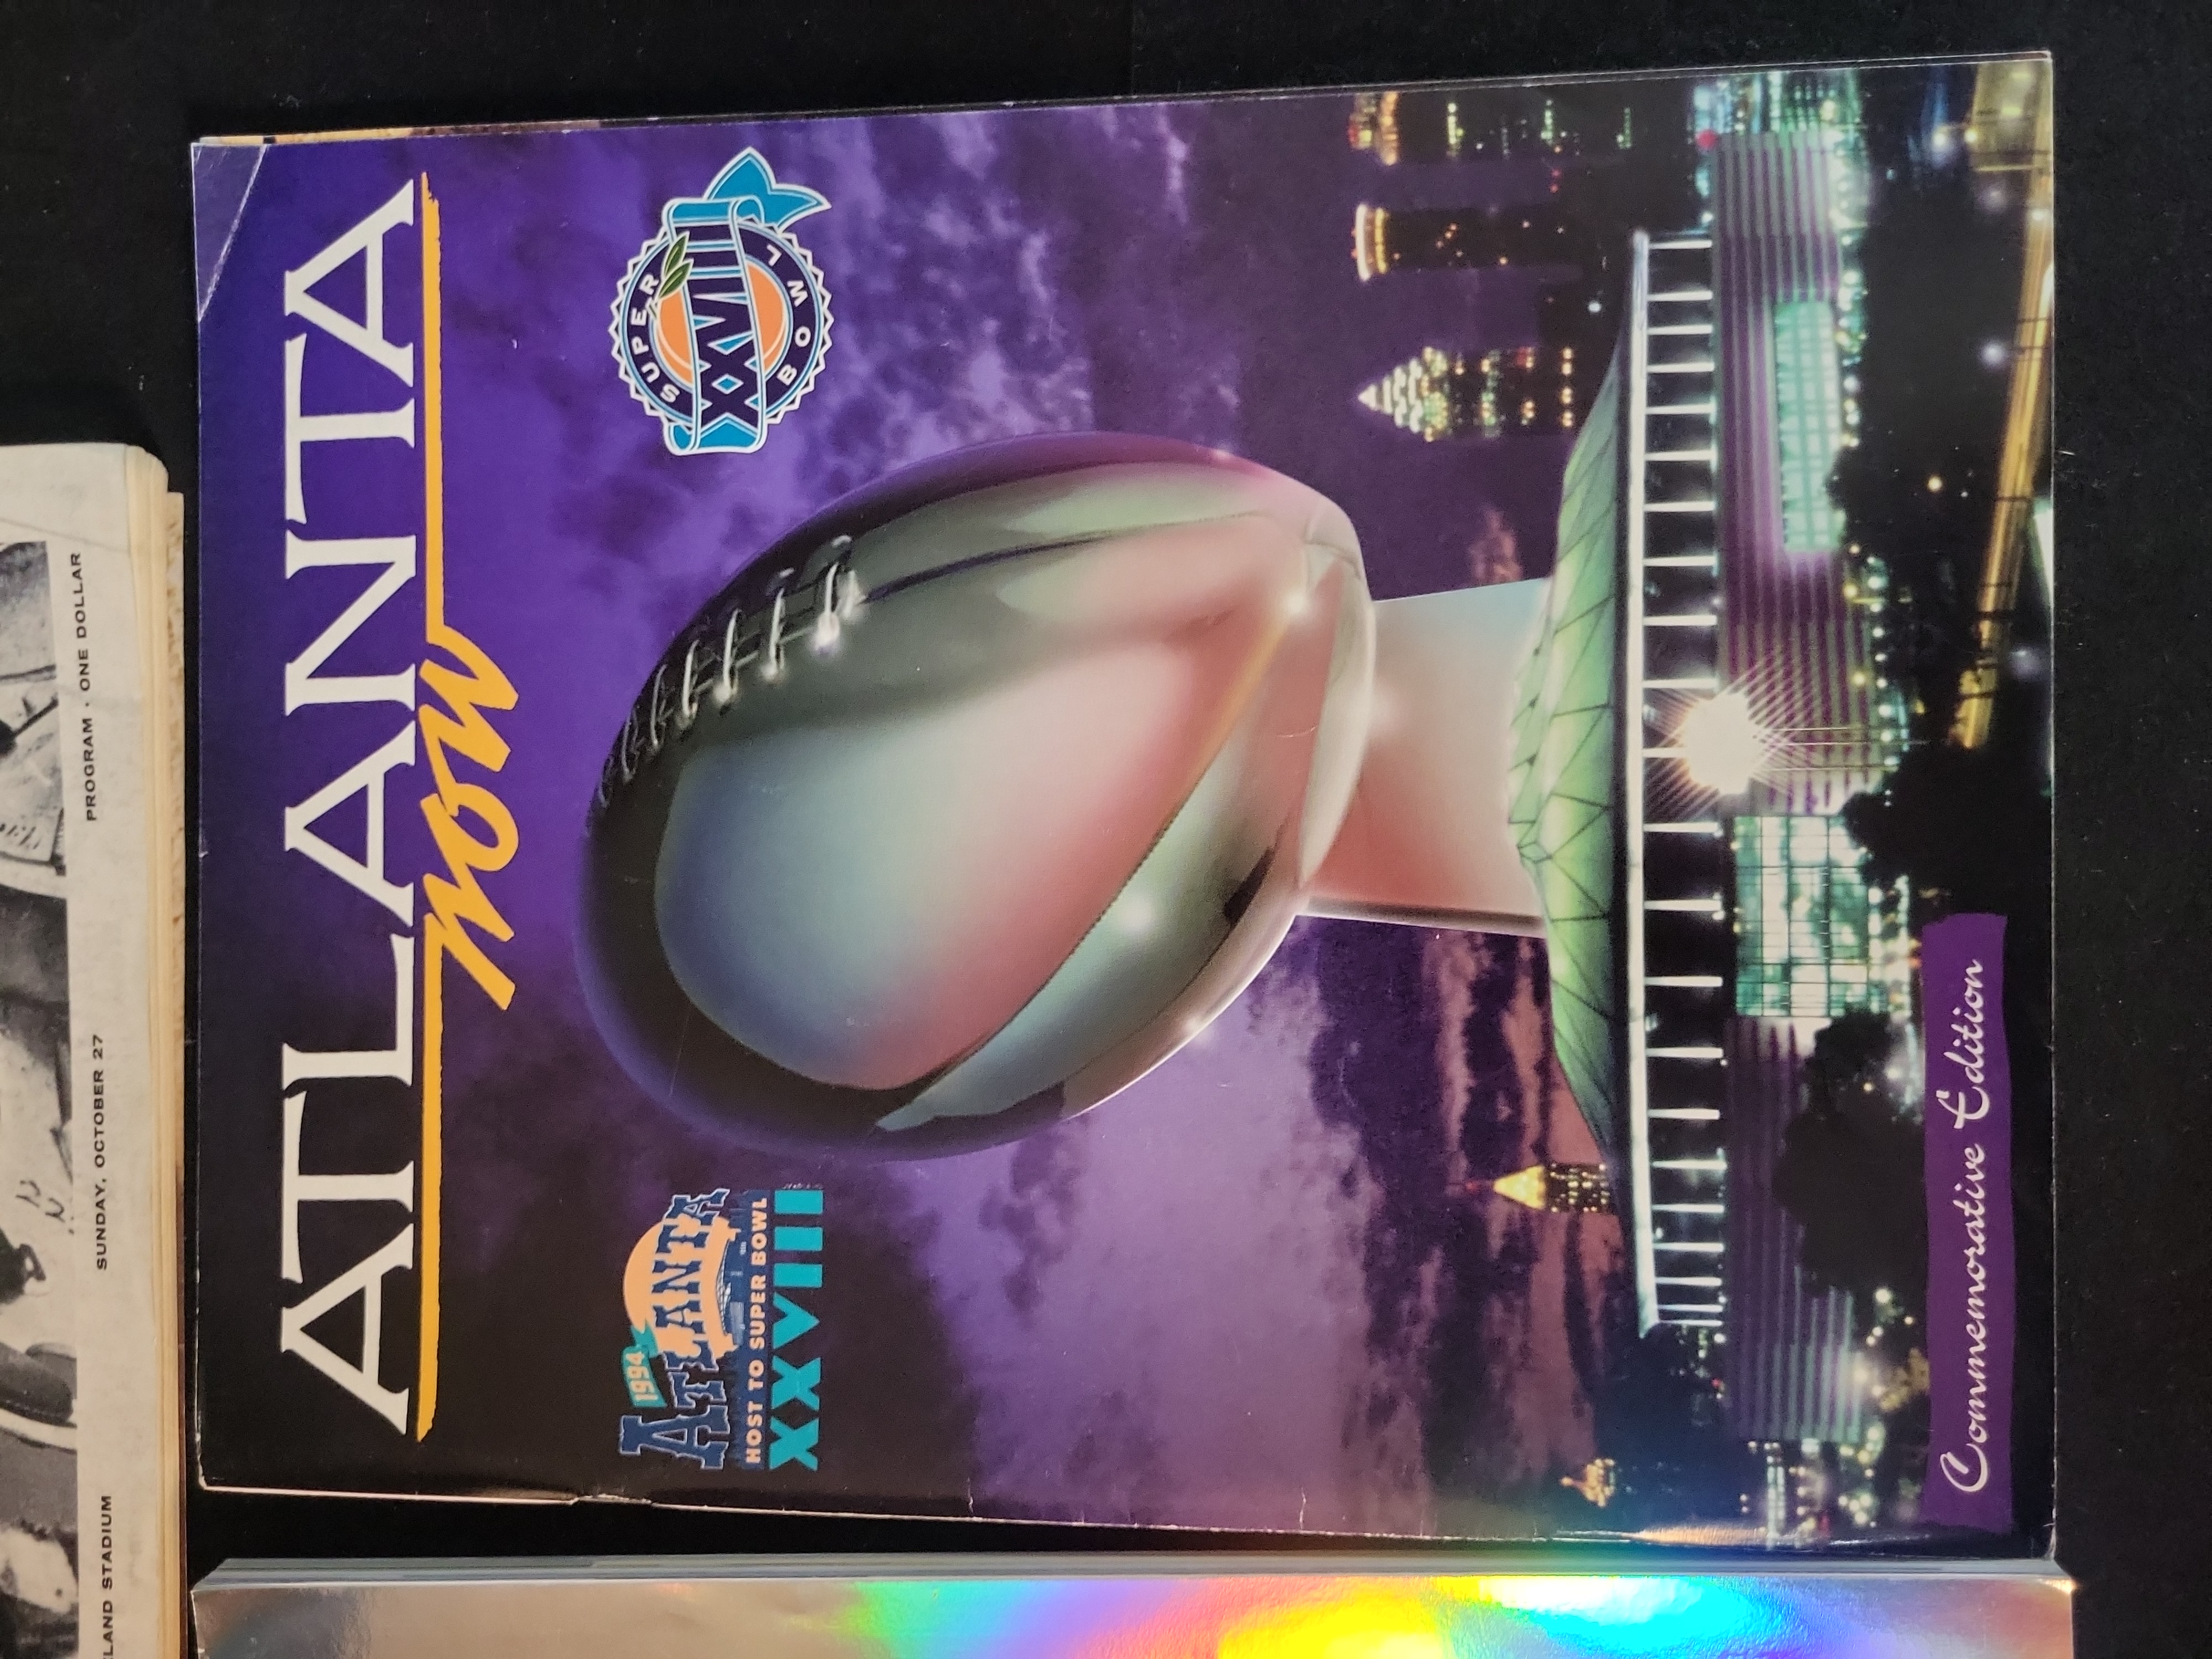 ATLANTA
now
1994
ATLANTA
HOST TO SUPER BOWL
XXVIII
SUPER
XXVIII
BOWL
Commemorative Edition
LAND STADIUM
SUNDAY, OCTOBER 27
PROGRAM · ONE DOLLAR